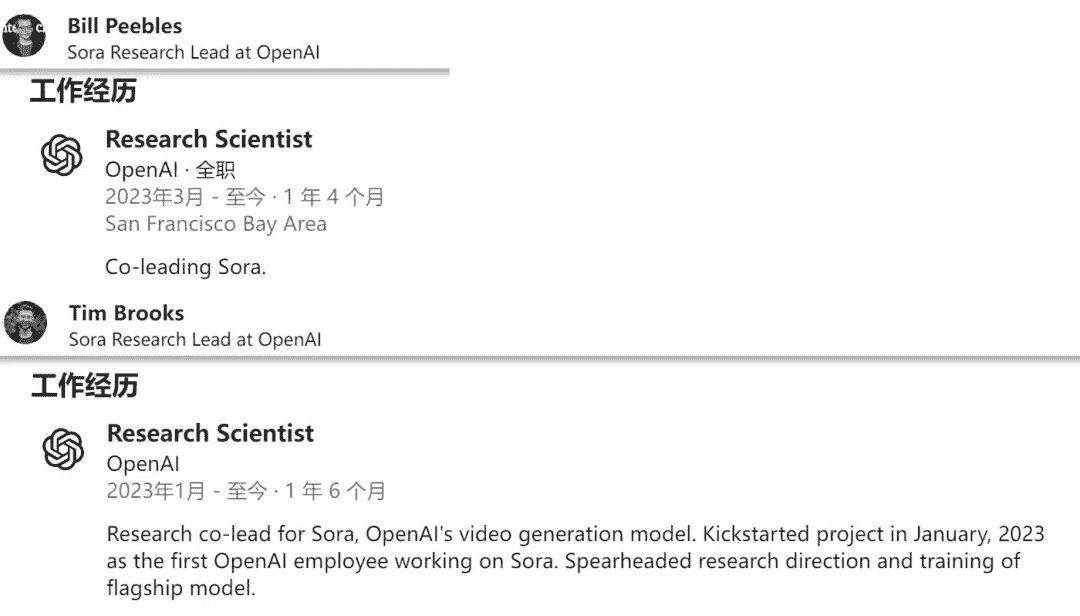 Bill Peebles
Sora Research Lead at OpenAI
工作经历
Research Scientist
OpenAI · 全职
2023年3月 - 至今 · 1 年 4 个月
San Francisco Bay Area
Co-leading Sora.
Tim Brooks
Sora Research Lead at OpenAI
工作经历
Research Scientist
OpenAI
2023年1月 - 至今 · 1 年 6 个月
Research co-lead for Sora, OpenAI's video generation model. Kickstarted project in January, 2023
as the first OpenAI employee working on Sora. Spearheaded research direction and training of
flagship model.